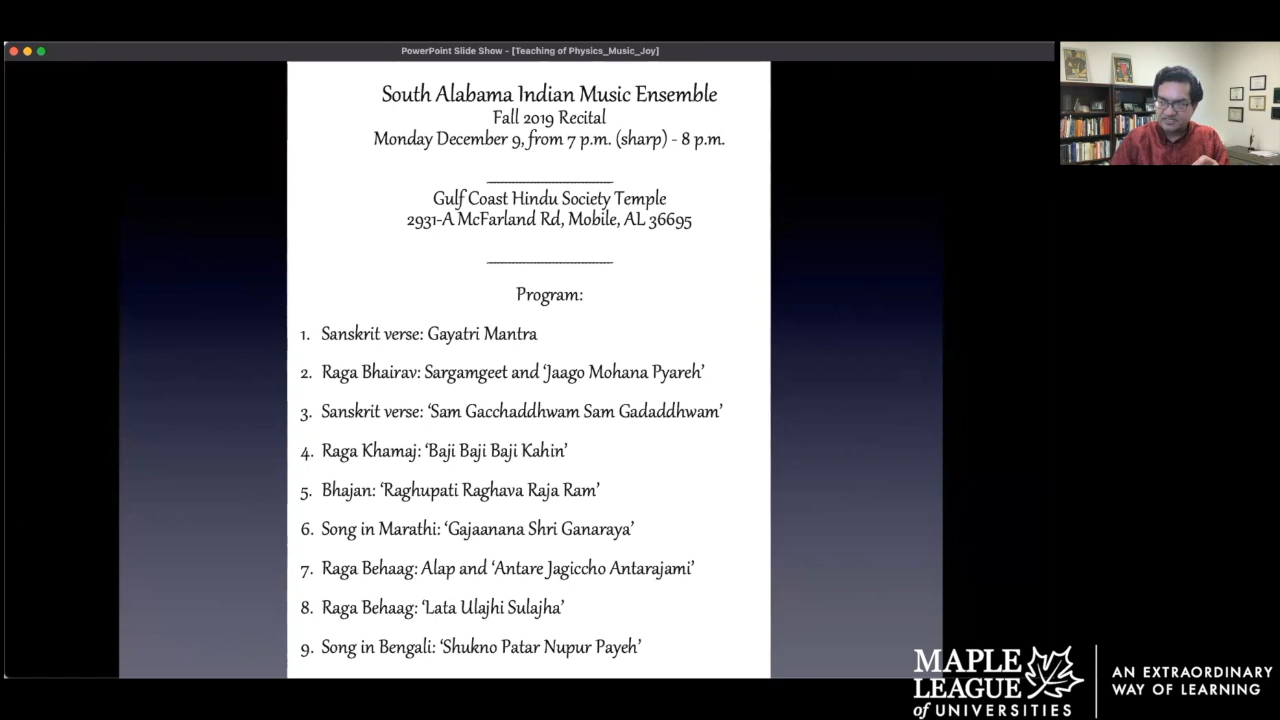 PowerPoint Slide Show - [Teaching of Physics_Music_Joy]
South Alabama Indian Music Ensemble
Fall 2019 Recital
Monday December 9, from 7 p.m. (sharp) - 8 p.m.
Gulf Coast Hindu Society Temple
2931-A McFarland Rd, Mobile, AL 36695
Program:
1. Sanskrit verse: Gayatri Mantra
2. Raga Bhairav: Sargamgeet and ‘Jaago Mohana Pyareh’
3. Sanskrit verse: ‘Sam Gacchaddhwam Sam Gadaddhwam’
4. Raga Khamaj: ‘Baji Baji Baji Kahin’
5. Bhajan: ‘Raghupati Raghava Raja Ram’
6. Song in Marathi: ‘Gajaanana Shri Ganaraya’
7. Raga Behaag: Alap and ‘Antare Jagiccho Antarajami’
8. Raga Behaag: ‘Lata Ulajhi Sulajha’
9. Song in Bengali: ‘Shukno Patar Nupur Payeh’
MAPLE
LEAGUE
of UNIVERSITIES
AN EXTRAORDINARY
WAY OF LEARNING